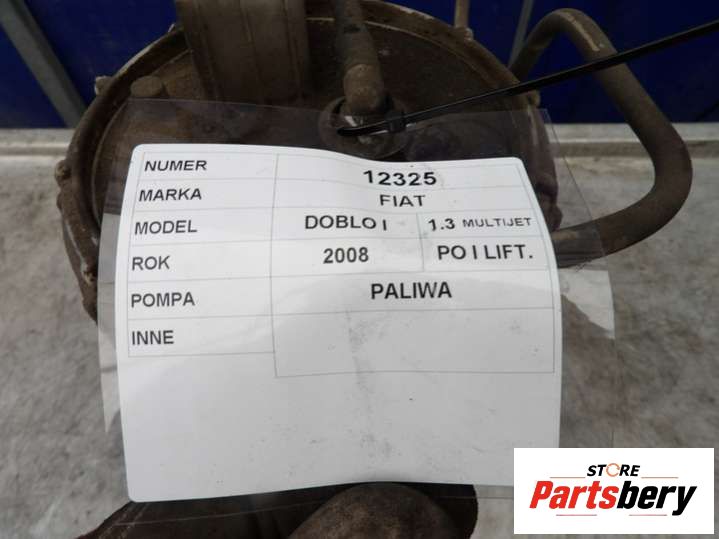 NUMER 12325
MARKA FIAT
MODEL DOBLO I 1.3 MULTIJET
ROK 2008 PO I LIFT.
POMPA PALIWA
INNE
STORE
Partsbery